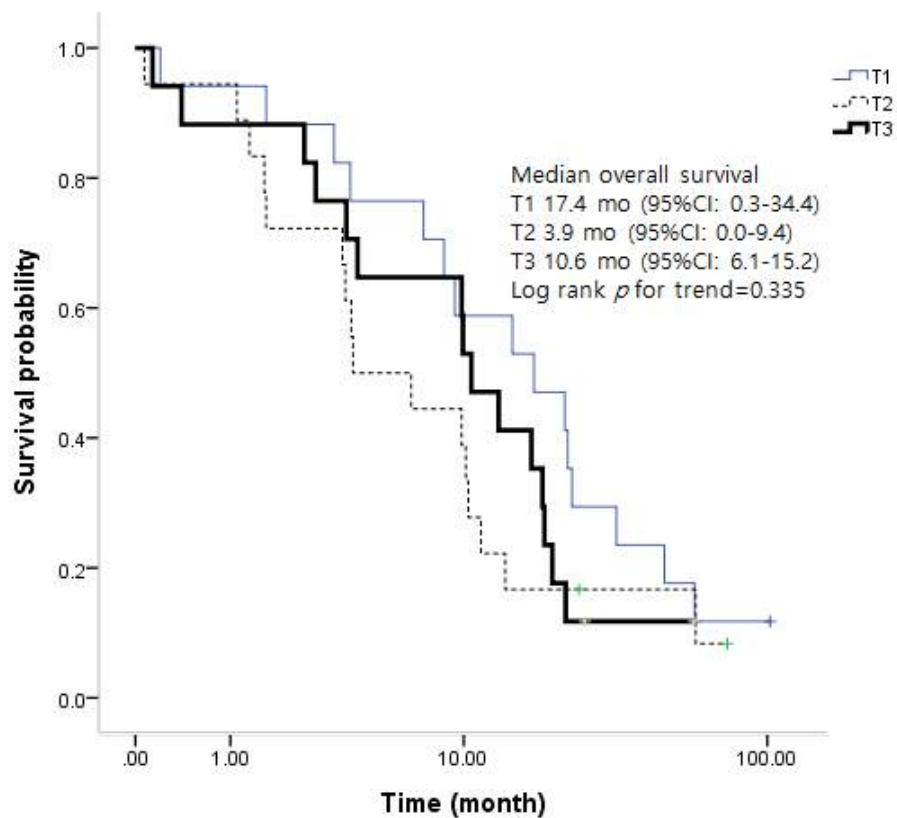 1.0
0.8
0.6
0.4
0.2
0.0
Survival probability
T1
T2
T3
Median overall survival
T1 17.4 mo (95%CI: 0.3-34.4)
T2 3.9 mo (95%CI: 0.0-9.4)
T3 10.6 mo (95%CI: 6.1-15.2)
Log rank p for trend=0.335
.00 1.00 10.00 100.00
Time (month)